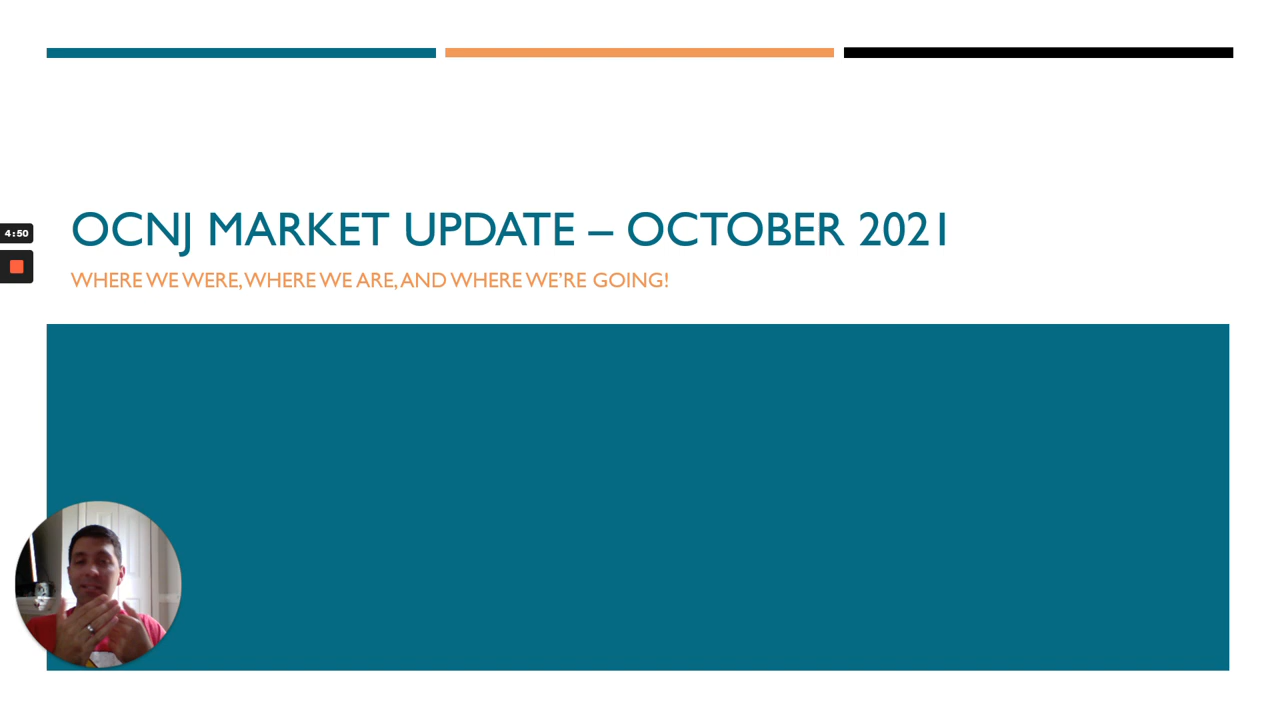 OCNJ MARKET UPDATE – OCTOBER 2021
WHERE WE WERE, WHERE WE ARE, AND WHERE WE'RE GOING!
4:50